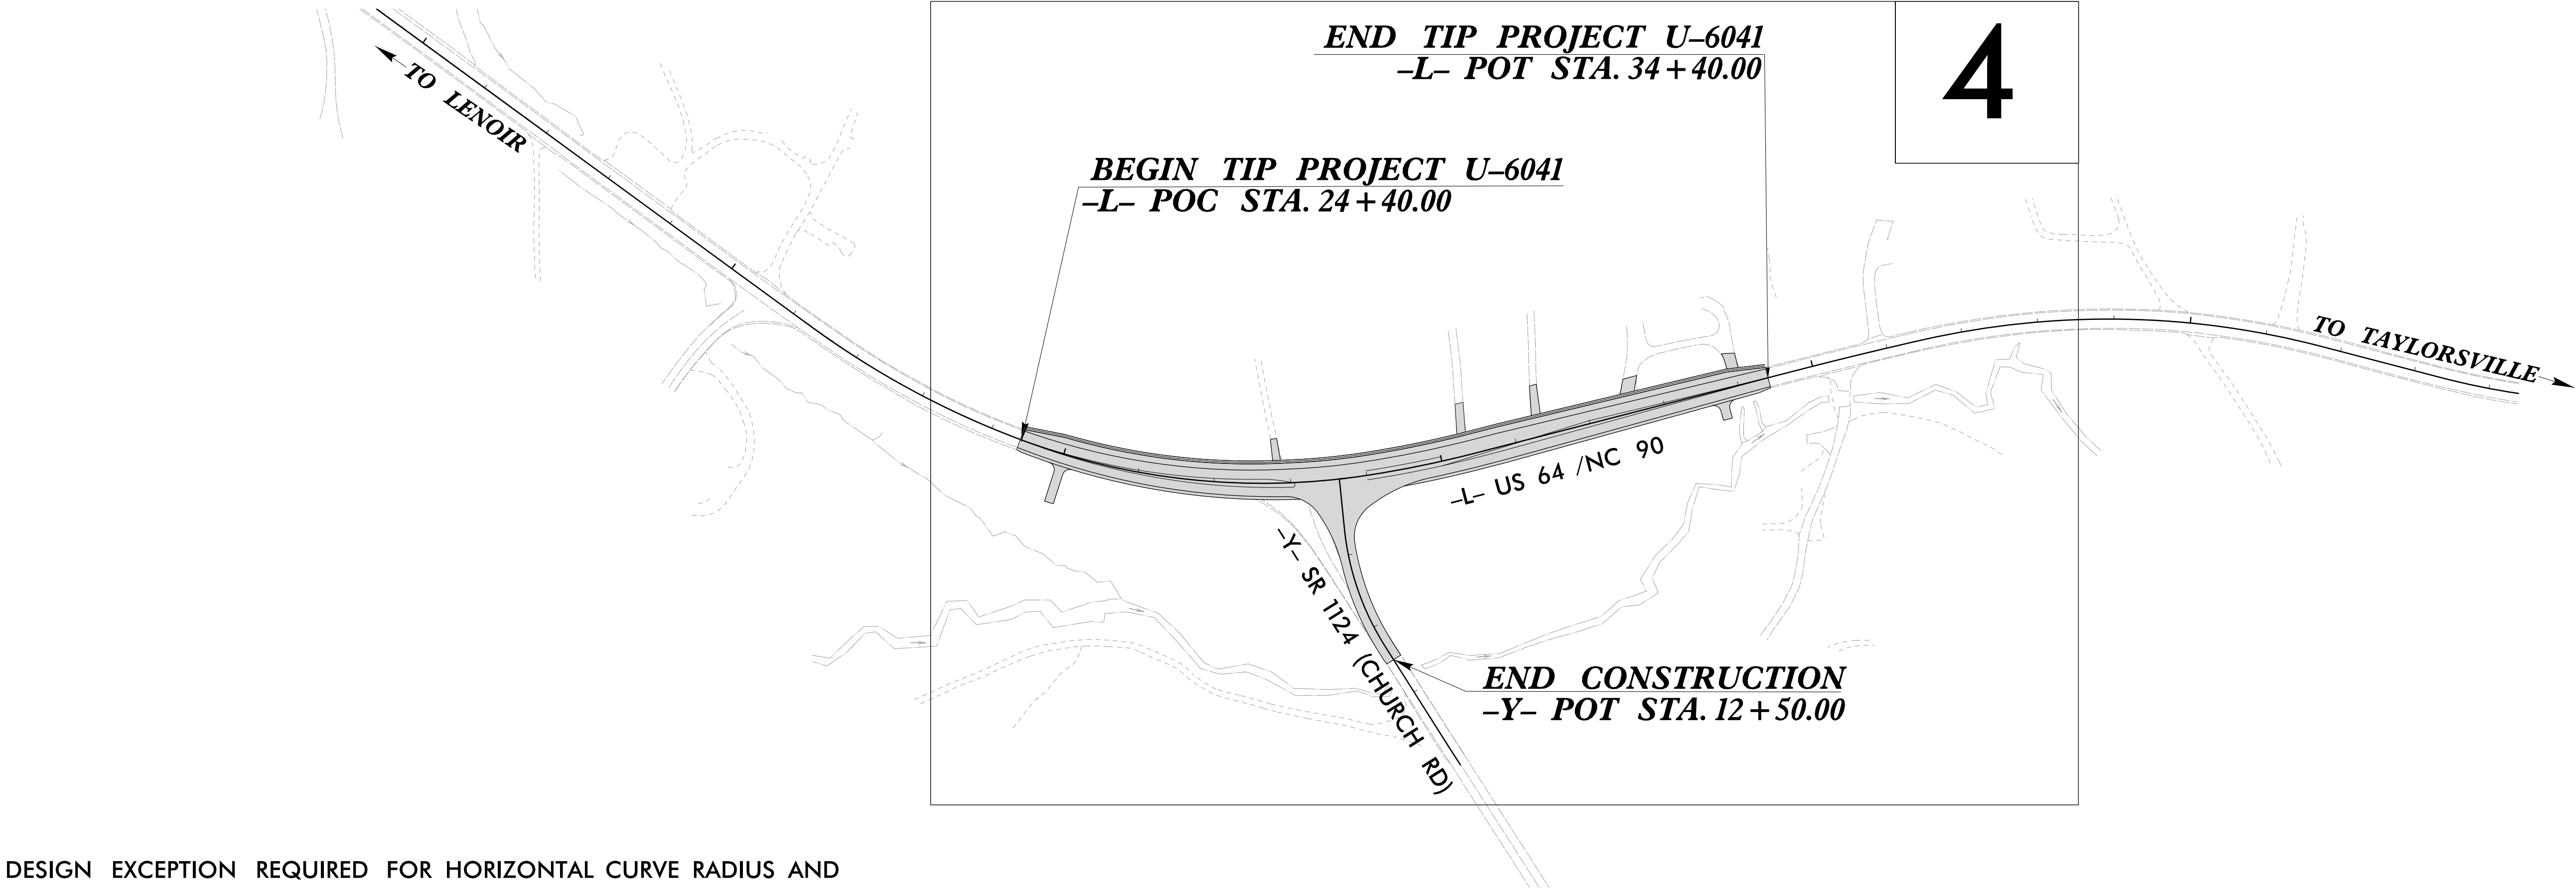 END TIP PROJECT U–6041
–L– POT STA. 34+40.00
4
TO LENOIR
BEGIN TIP PROJECT U–6041
–L– POC STA. 24+40.00
TO TAYLORSVILLE
–L– US 64 /NC 90
–Y– SR 1124 (CHURCH RD)
END CONSTRUCTION
–Y– POT STA. 12+50.00
DESIGN EXCEPTION REQUIRED FOR HORIZONTAL CURVE RADIUS AND